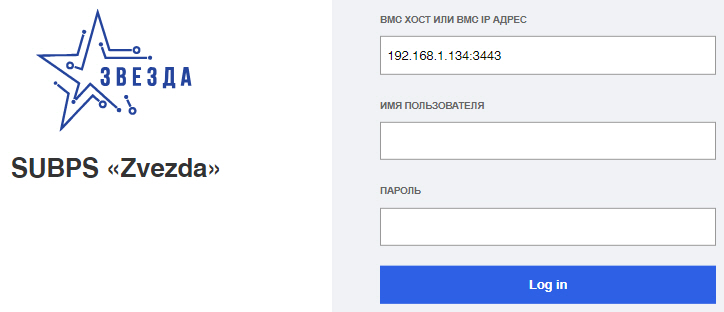 ЗВЕЗДА
SUBPS «Zvezda»
BMC ХОСТ ИЛИ BMC IP АДРЕС
192.168.1.134:3443
ИМЯ ПОЛЬЗОВАТЕЛЯ
ПАРОЛЬ
Log in